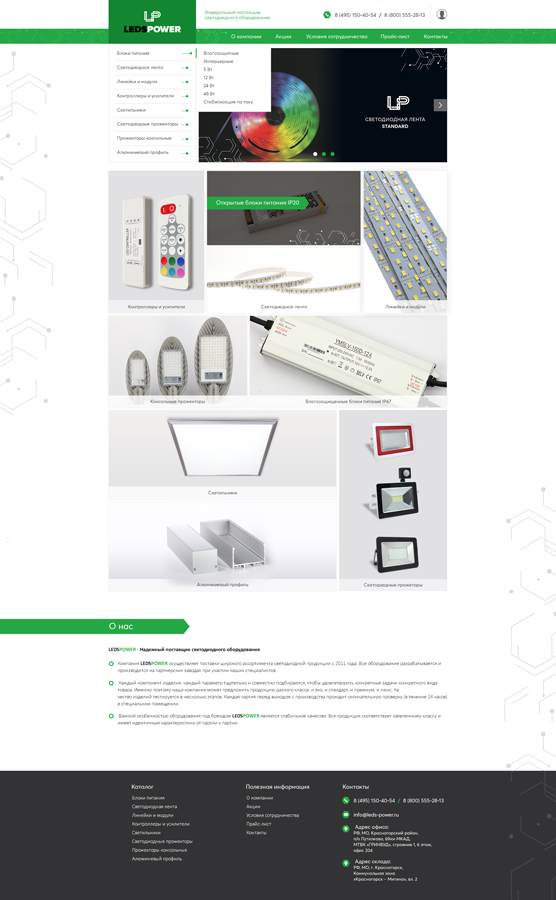 LEDSPOWER
Федеральный поставщик
светодиодного оборудования
8 (495) 150-40-54 / 8 (800) 555-28-13
О компании Акции Условия сотрудничества Прайс-лист Контакты
Блоки питания
Светодиодная лента
Линейки и модули
Контроллеры и усилители
Светильники
Светодиодные прожекторы
Прожекторы консольные
Алюминиевый профиль
Влагозащитные
Интерьерные
5 Вт
12 Вт
24 Вт
48 Вт
Стабилизация по току
СВЕТОДИОДНАЯ ЛЕНТА
STANDARD
Открытые блоки питания IP20
LED CONTROLLER
Контроллеры и усилители
Светодиодная лента
Линейки и модули
YMSLV-150D-12A
Консольные прожекторы
Влагозащищенные блоки питания IP67
Светильники
Алюминиевый профиль
Светодиодные прожекторы
О нас
LEDSPOWER - Надежный поставщик светодиодного оборудования
Компания LEDSPOWER осуществляет поставки широкого ассортимента светодиодной продукции с 2011 года. Все оборудование разрабатывается и
производится на партнерских заводах при участии наших специалистов
Каждый компонент изделия, каждый параметр тщательно и совместно подбираются, чтобы удовлетворить конкретные задачи конкретного вида
товара. Именно поэтому наша компания может предложить продукцию разного класса: и эко, и стандарт, и премиум, и люкс. Ка
чество изделий тестируется в несколько этапов. Каждая партия перед выходом с производства проходит окончательную проверку (в течение 24 часов)
в специальном помещении.
Важной особенностью оборудования под брендом LEDSPOWER является стабильное качество. Вся продукция соответствует заявленному классу и
имеет идентичные характеристики от партии к партии.
Каталог
Блоки питания
Светодиодная лента
Линейки и модули
Контроллеры и усилители
Светильники
Светодиодные прожекторы
Прожекторы консольные
Алюминиевый профиль
Полезная информация
О компании
Акции
Условия сотрудничества
Прайс-лист
Контакты
Контакты
8 (495) 150-40-54 / 8 (800) 555-28-13
info@leds-power.ru
Адрес офиса:
РФ, МО, Красногорский район,
п/о Путилково, 69км МКАД,
МТВК «ГРИНВУД», строение 1, 6 этаж,
офис 204
Адрес склада:
РФ, МО, г. Красногорск,
Коммунальная зона
«Красногорск – Митино», вл. 2